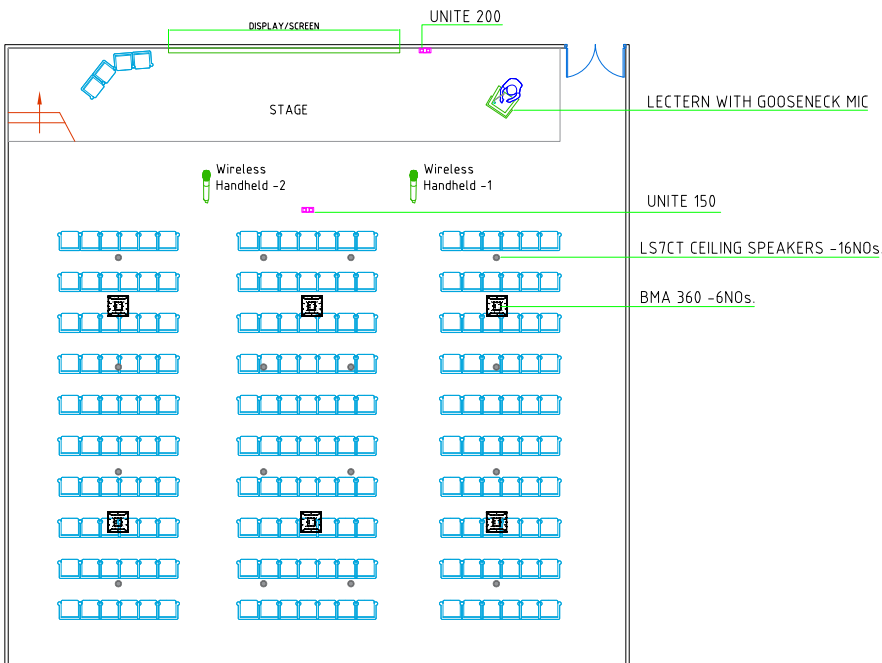 UNITE 200
DISPLAY/SCREEN
LECTERN WITH GOOSENECK MIC
STAGE
Wireless
Handheld -2
Wireless
Handheld -1
UNITE 150
LS7CT CEILING SPEAKERS -16NOs.
BMA 360 -6NOs.